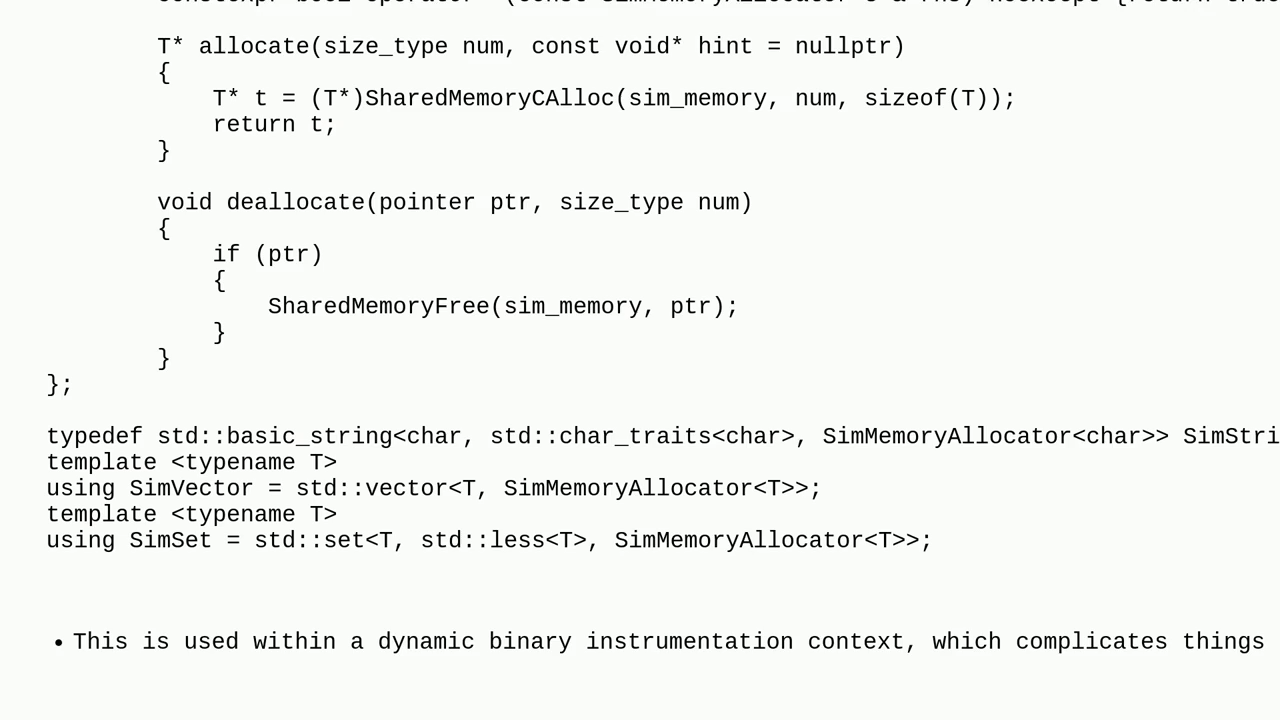 T* allocate(size_type num, const void* hint = nullptr)
{
T* t = (T*)SharedMemoryCAlloc(sim_memory, num, sizeof(T));
return t;
}
void deallocate(pointer ptr, size_type num)
{
if (ptr)
{
SharedMemoryFree(sim_memory, ptr);
}
}
};
typedef std::basic_string<char, std::char_traits<char>, SimMemoryAllocator<char>> SimStri
template <typename T>
using SimVector = std::vector<T, SimMemoryAllocator<T>>;
template <typename T>
using SimSet = std::set<T, std::less<T>, SimMemoryAllocator<T>>;
• This is used within a dynamic binary instrumentation context, which complicates things